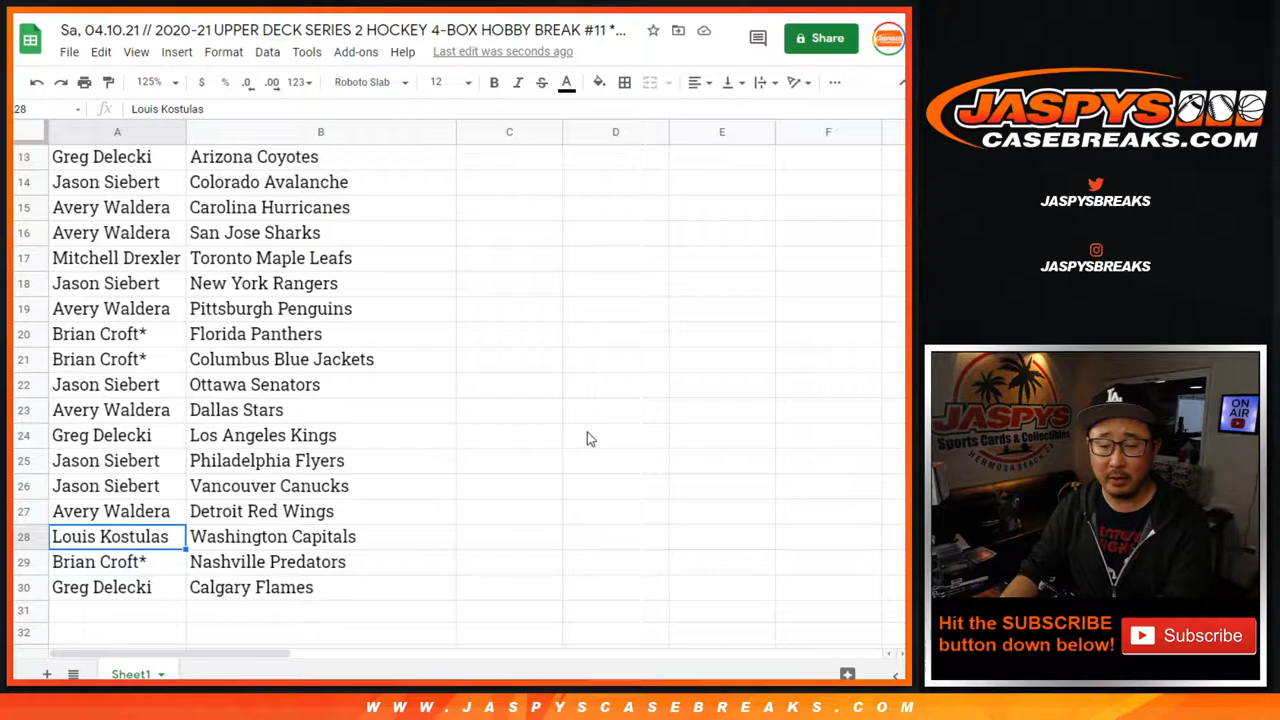 Sa, 04.10.21 // 2020-21 UPPER DECK SERIES 2 HOCKEY 4-BOX HOBBY BREAK #11 *...
File Edit View Insert Format Data Tools Add-ons Help Last edit was seconds ago
Share
125% $ % .0 .00 123 Roboto Slab 12 B I S A
28 fx Louis Kostulas
A B C D E F
13 Greg Delecki Arizona Coyotes
14 Jason Siebert Colorado Avalanche
15 Avery Waldera Carolina Hurricanes
16 Avery Waldera San Jose Sharks
17 Mitchell Drexler Toronto Maple Leafs
18 Jason Siebert New York Rangers
19 Avery Waldera Pittsburgh Penguins
20 Brian Croft* Florida Panthers
21 Brian Croft* Columbus Blue Jackets
22 Jason Siebert Ottawa Senators
23 Avery Waldera Dallas Stars
24 Greg Delecki Los Angeles Kings
25 Jason Siebert Philadelphia Flyers
26 Jason Siebert Vancouver Canucks
27 Avery Waldera Detroit Red Wings
28 Louis Kostulas Washington Capitals
29 Brian Croft* Nashville Predators
30 Greg Delecki Calgary Flames
31
32
Sheet1
JASPYS
CASEBREAKS.COM
JASPYSBREAKS
JASPYSBREAKS
JASPYS
Sports Cards & Collectibles
HERMOSA BEACH, CA
ON
AIR
LA
Hit the SUBSCRIBE
button down below!
Subscribe
WWW.JASPYSCASEBREAKS.COM